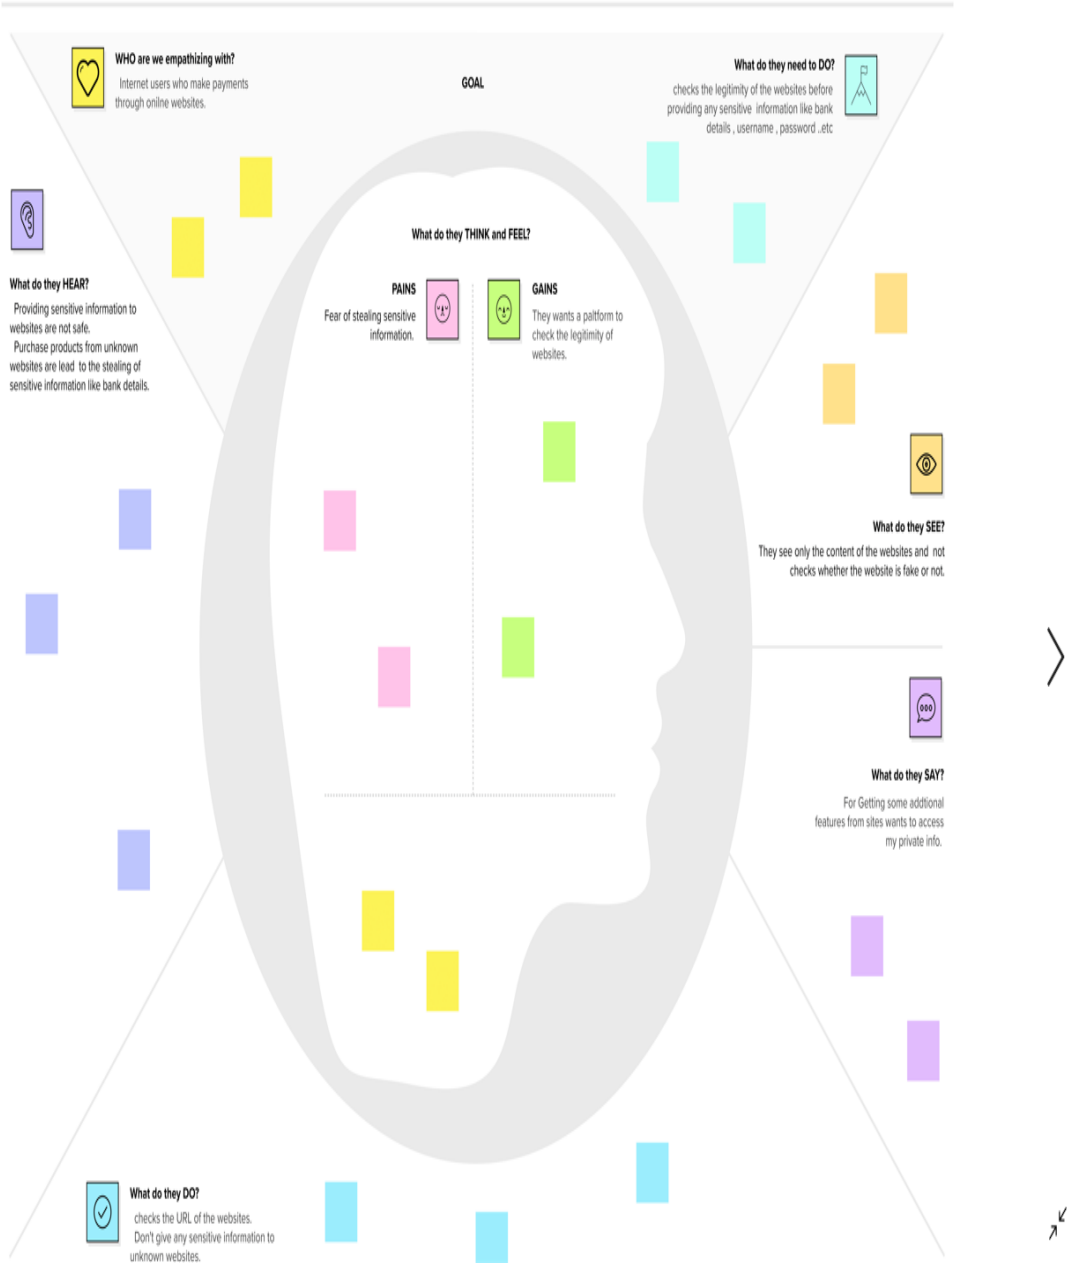 WHO are we empathizing with?
Internet users who make payments
through onilne websites.
GOAL
What do they need to DO?
checks the legitimity of the websites before
providing any sensitive information like bank
details , username , password ..etc
What do they HEAR?
Providing sensitive information to
websites are not safe.
Purchase products from unknown
websites are lead to the stealing of
sensitive information like bank details.
What do they THINK and FEEL?
PAINS
Fear of stealing sensitive
information.
GAINS
They wants a paltform to
check the legitimity of
websites.
What do they SEE?
They see only the content of the websites and not
checks whether the website is fake or not.
What do they SAY?
For Getting some addtional
features from sites wants to access
my private info.
What do they DO?
checks the URL of the websites.
Don't give any sensitive information to
unknown websites.